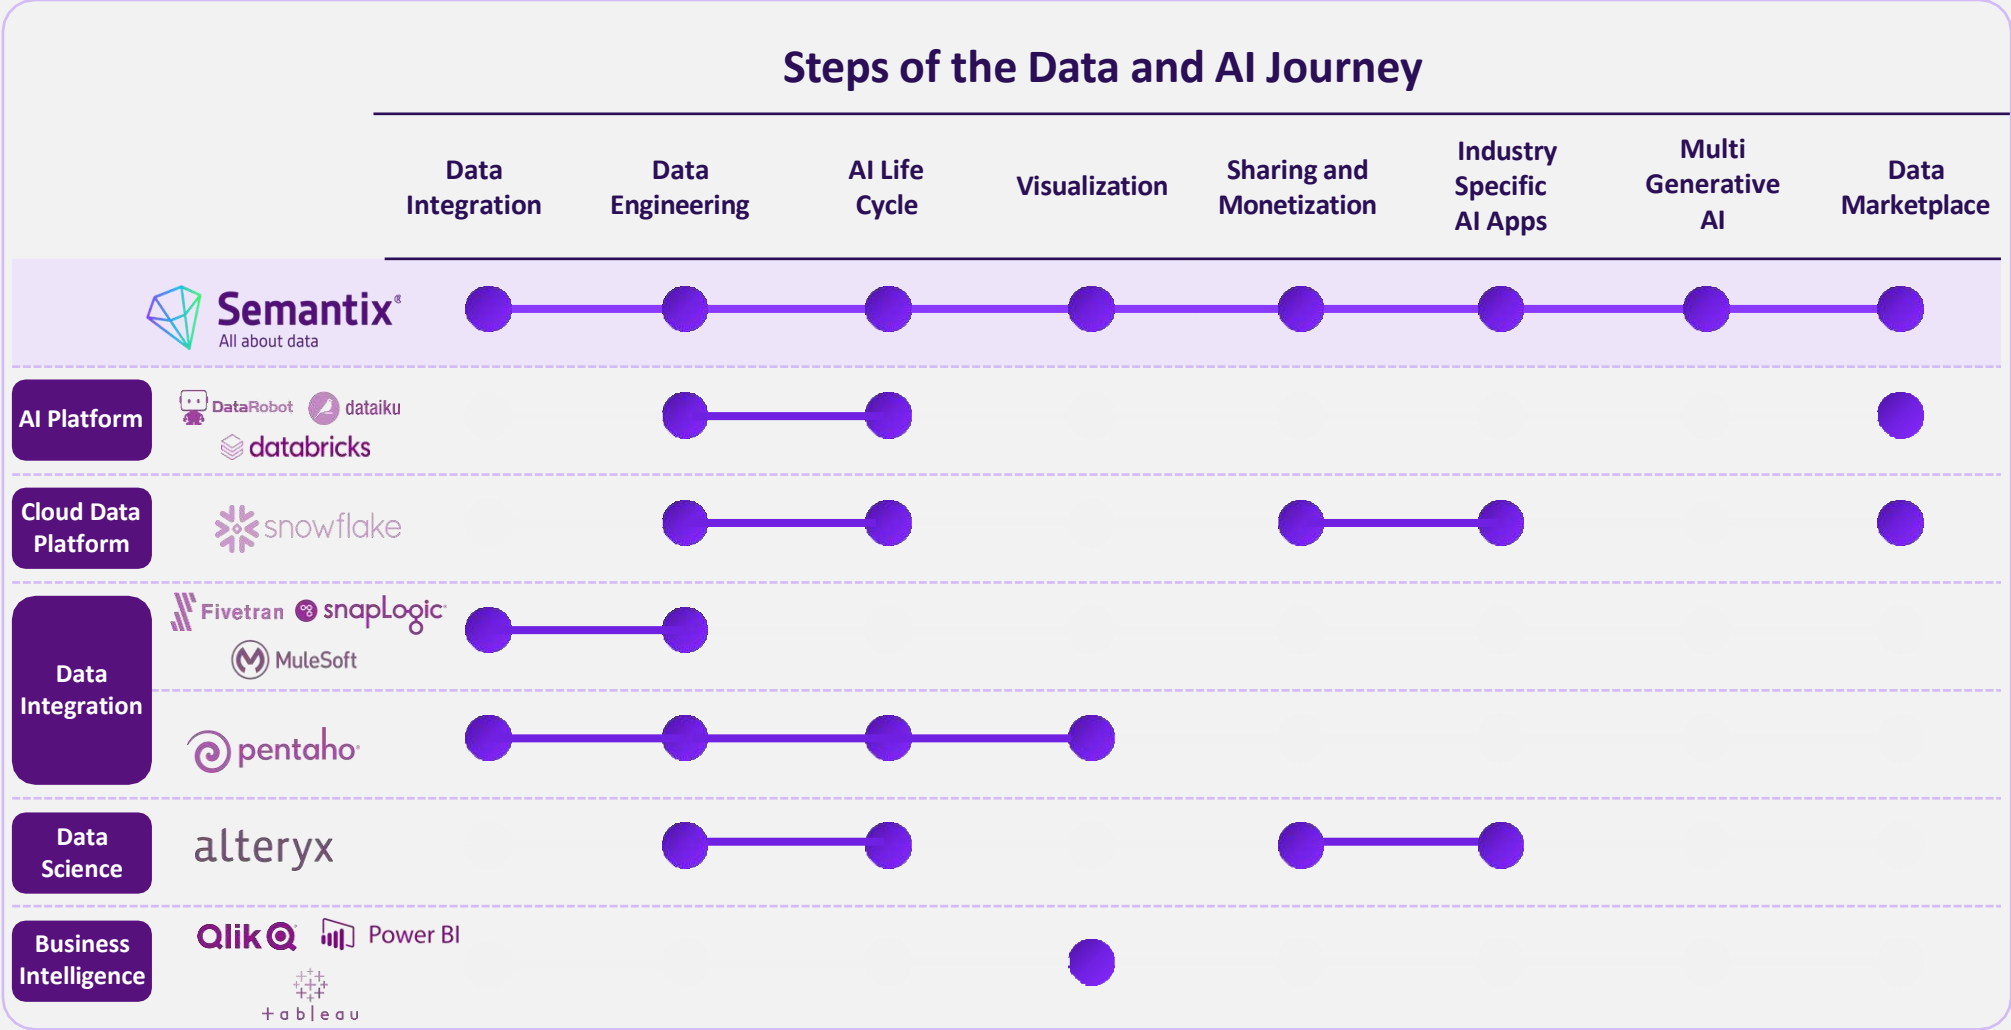 Steps of the Data and AI Journey
Data
Integration
Data
Engineering
AI Life
Cycle
Visualization
Sharing and
Monetization
Industry
Specific
AI Apps
Multi
Generative
AI
Data
Marketplace
Semantix
All about data
AI Platform
DataRobot
dataiku
databricks
Cloud Data
Platform
snowflake
Data
Integration
Fivetran
snapLogic
MuleSoft
pentaho
Data
Science
alteryx
Business
Intelligence
Qlik
Power BI
+ableau